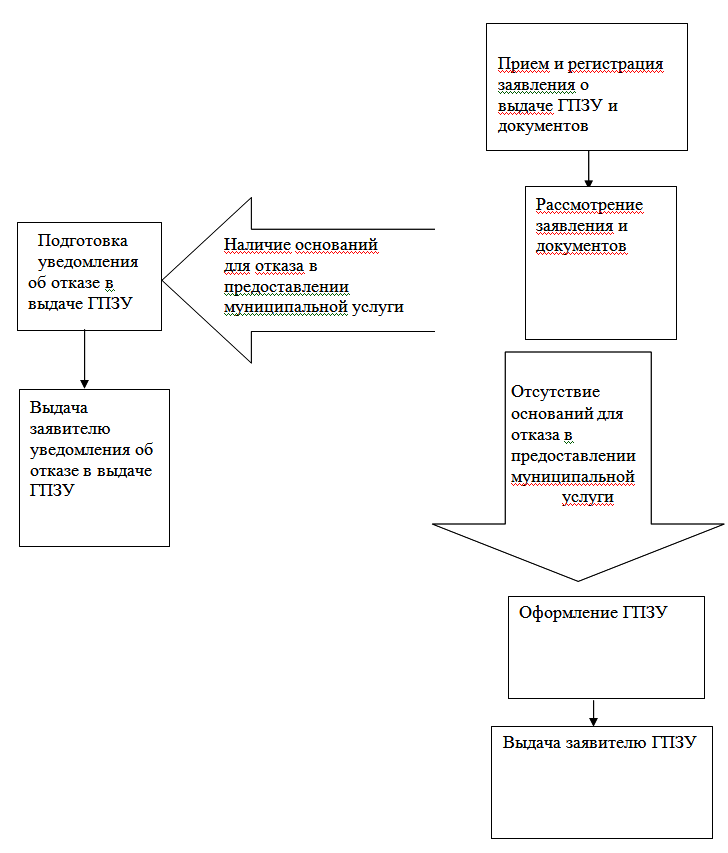 Прием и регистрация
заявления о
выдаче ГПЗУ и
документов
Рассмотрение
заявления и
документов
Наличие оснований
для отказа в
предоставлении
муниципальной услуги
Подготовка
уведомления
об отказе в
выдаче ГПЗУ
Выдача
заявителю
уведомления об
отказе в выдаче
ГПЗУ
Отсутствие
оснований для
отказа в
предоставлении
муниципальной
услуги
Оформление ГПЗУ
Выдача заявителю ГПЗУ